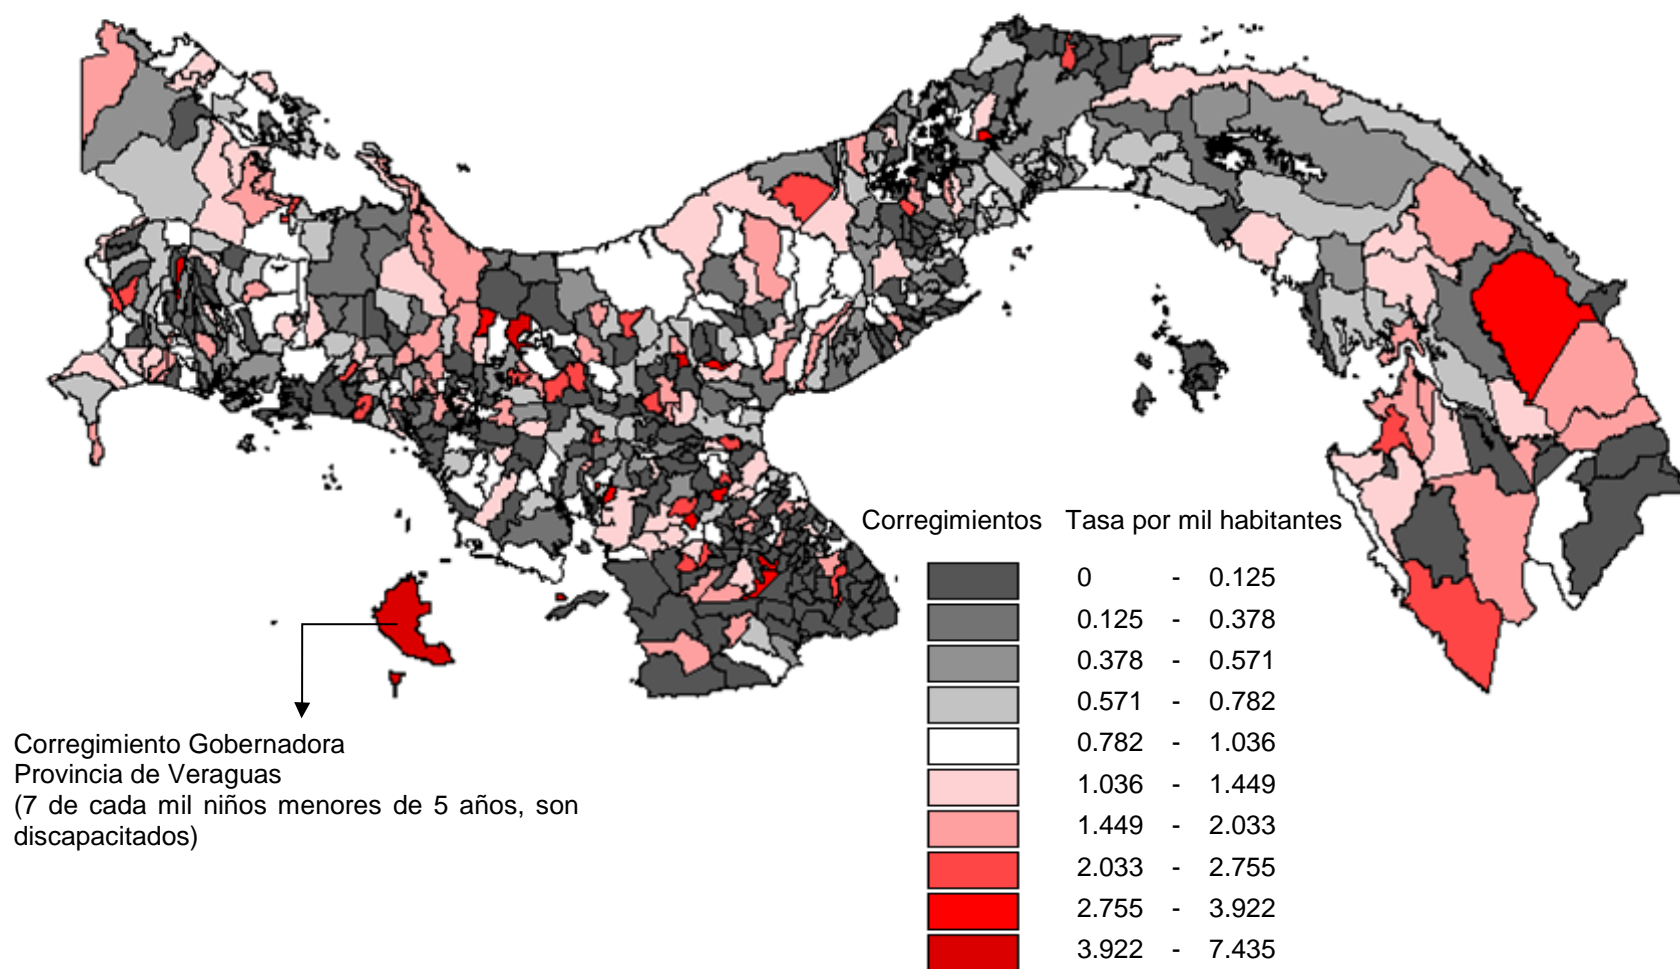 Corregimientos Tasa por mil habitantes
0 - 0.125
0.125 - 0.378
0.378 - 0.571
0.571 - 0.782
0.782 - 1.036
1.036 - 1.449
1.449 - 2.033
2.033 - 2.755
2.755 - 3.922
3.922 - 7.435
Corregimiento Gobernadora
Provincia de Veraguas
(7 de cada mil niños menores de 5 años, son
discapacitados)